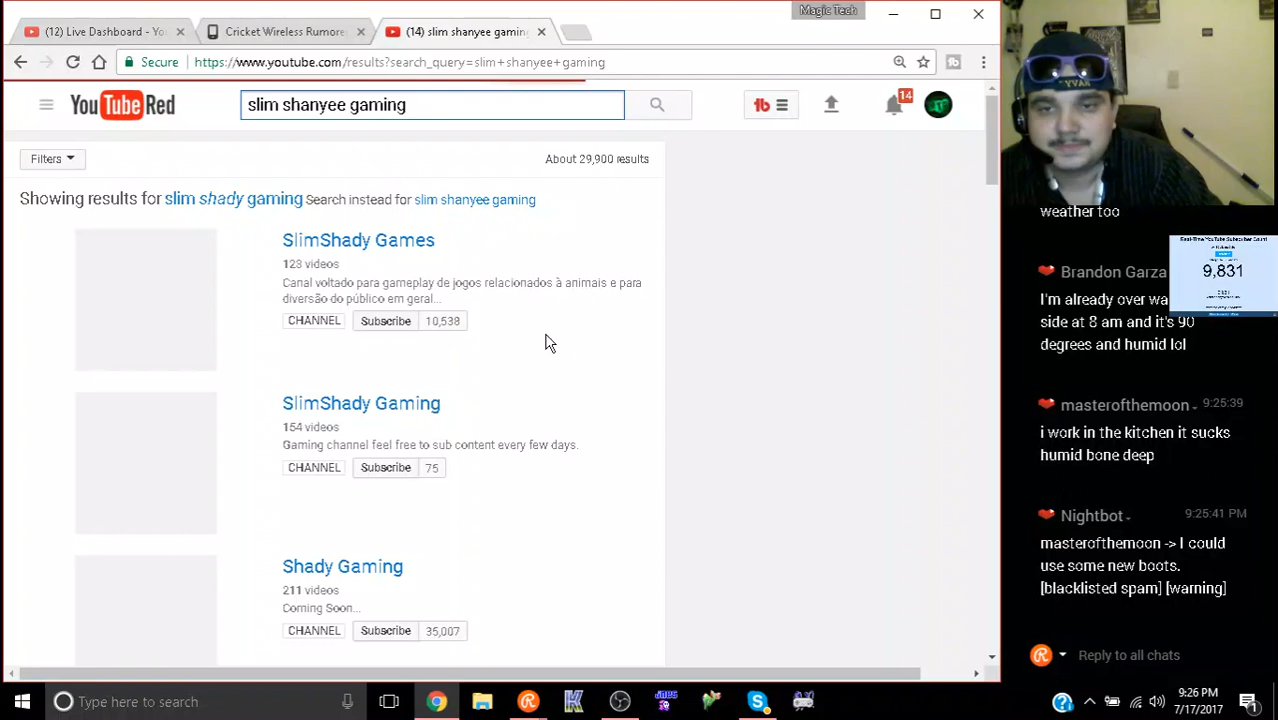 Magic Tech
(12) Live Dashboard - Yo
Cricket Wireless Rumore
(14) slim shanyee gamin
Secure https://www.youtube.com/results?search_query=slim+shanyee+gaming
YouTube Red
slim shanyee gaming
14
Filters
About 29,900 results
Showing results for slim shady gaming Search instead for slim shanyee gaming
SlimShady Games
123 videos
Canal voltado para gameplay de jogos relacionados à animais e para
diversão do público em geral...
CHANNEL Subscribe 10,538
SlimShady Gaming
154 videos
Gaming channel feel free to sub content every few days.
CHANNEL Subscribe 75
Shady Gaming
211 videos
Coming Soon...
CHANNEL Subscribe 35,007
weather too
Real-Time YouTube Subscriber Count
9,831
Brandon Garza
I'm already over wa
side at 8 am and it's 90
degrees and humid lol
masterofthemoon 9:25:39
i work in the kitchen it sucks
humid bone deep
Nightbot 9:25:41 PM
masterofthemoon -> I could
use some new boots.
[blacklisted spam] [warning]
Reply to all chats
Type here to search
9:26 PM
7/17/2017
1